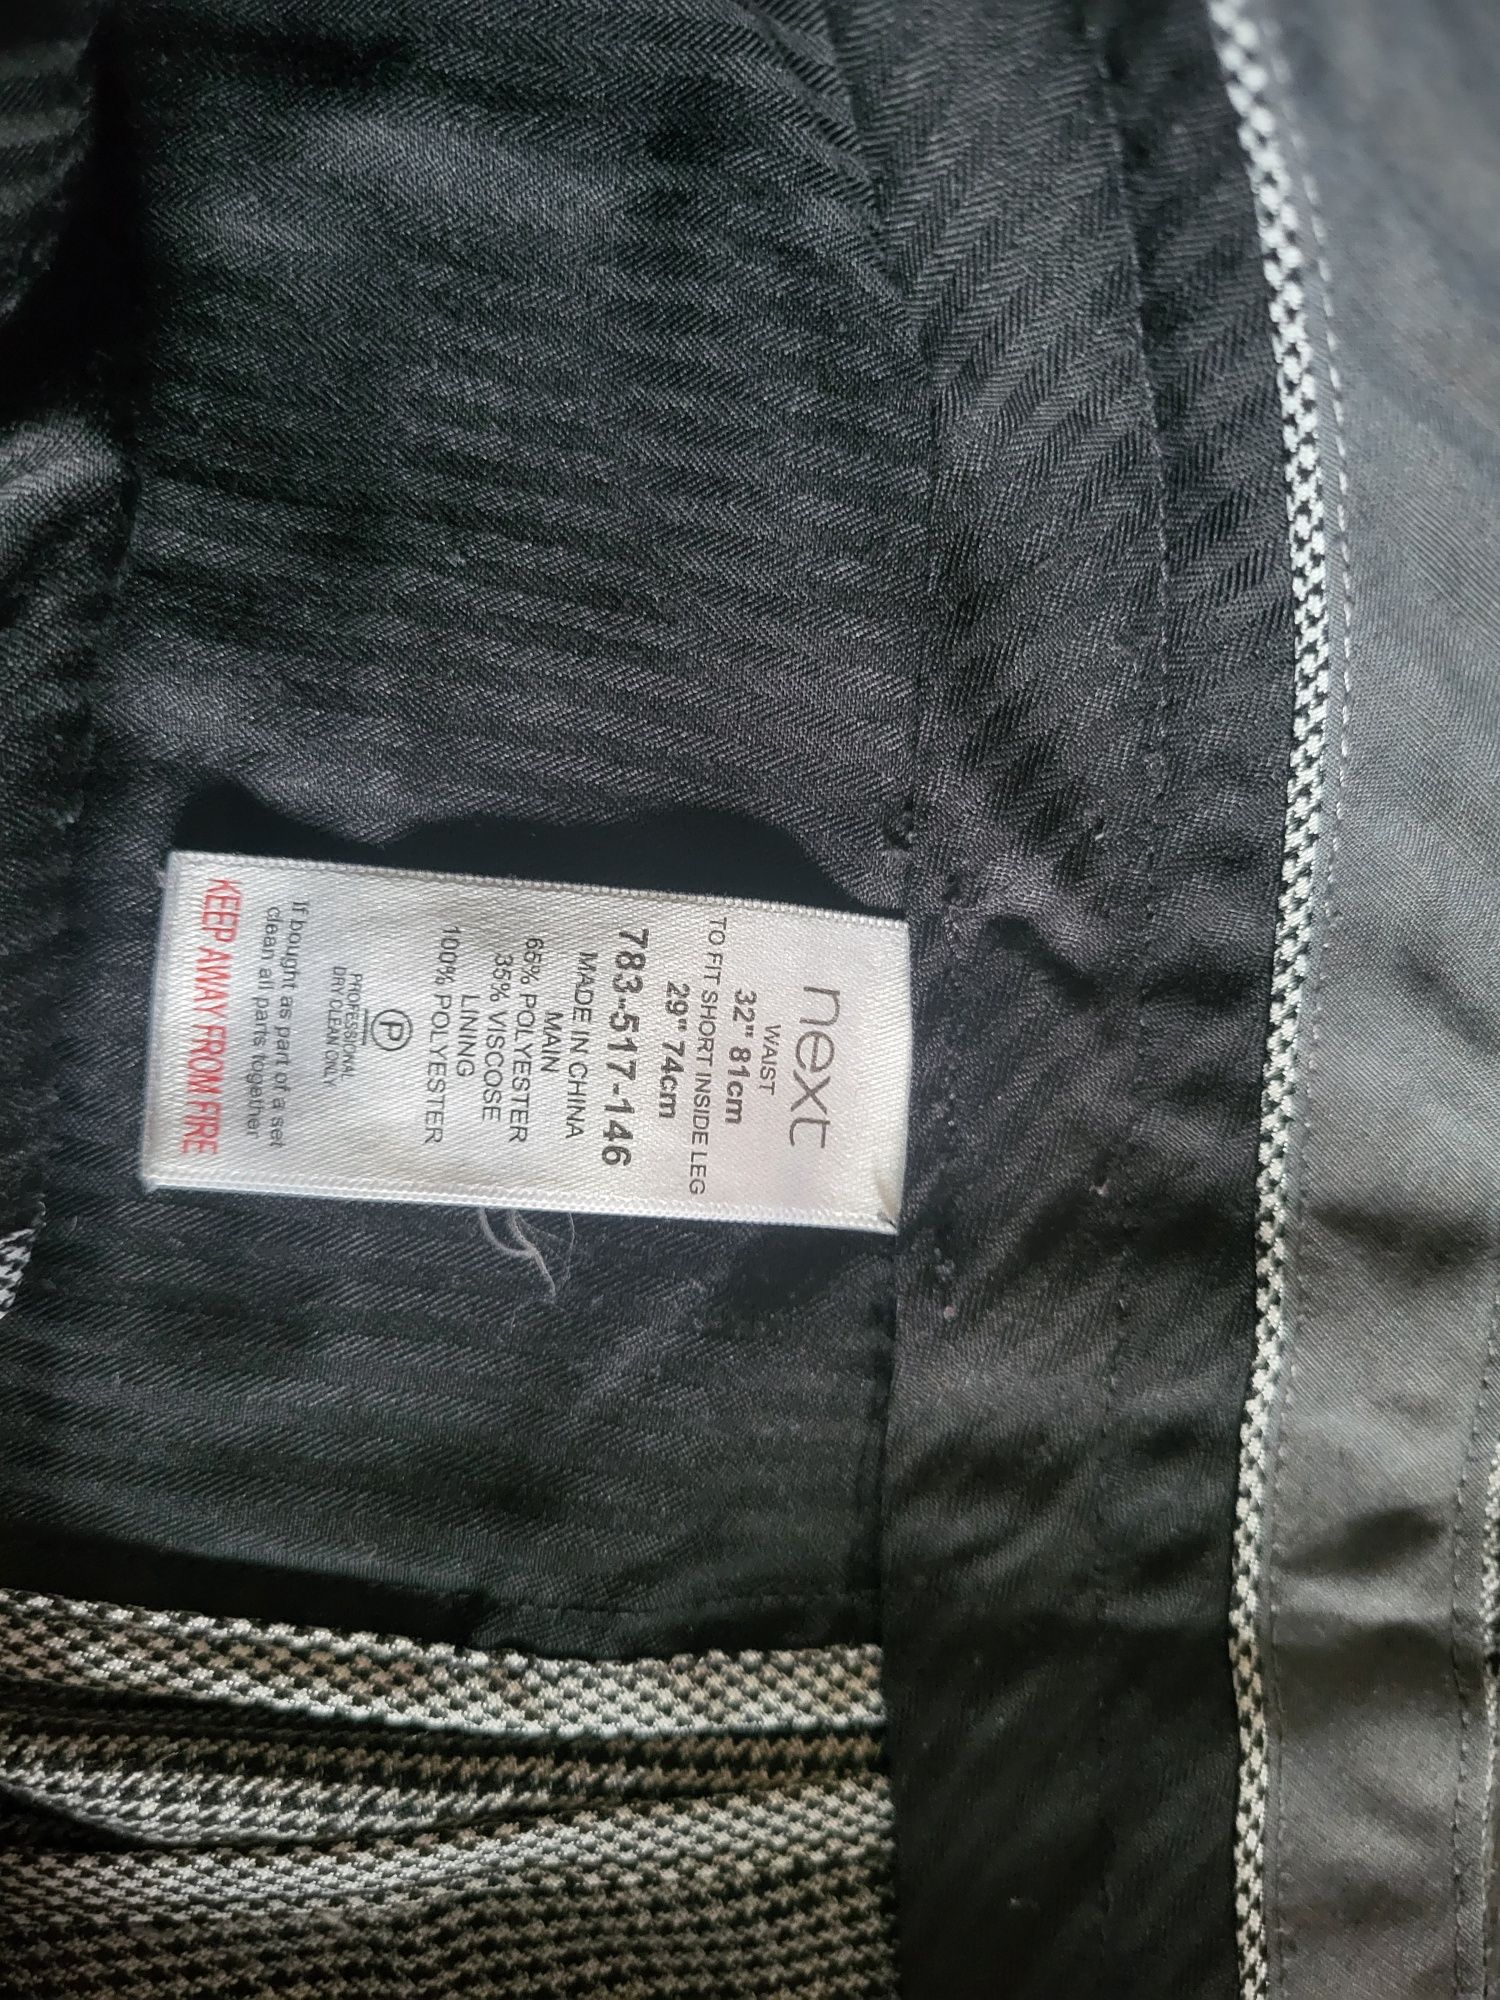 next
WAIST
32" 81cm
TO FIT SHORT INSIDE LEG
29" 74cm
783-517-146
MADE IN CHINA
MAIN
65% POLYESTER
35% VISCOSE
LINING
100% POLYESTER
P
PROFESSIONAL
DRY CLEAN ONLY
If bought as part of a set
clean all parts together
KEEP AWAY FROM FIRE